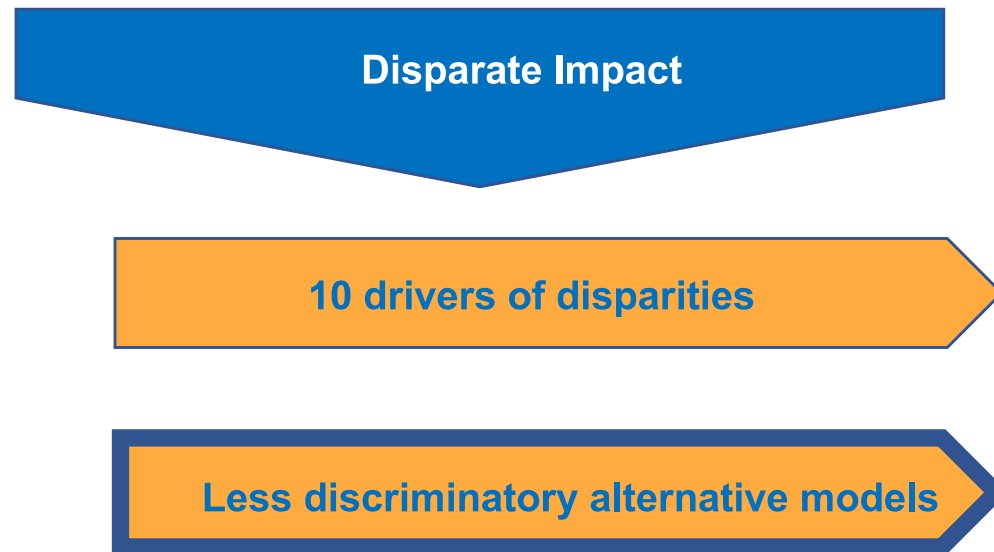 Disparate Impact
10 drivers of disparities
Less discriminatory alternative models